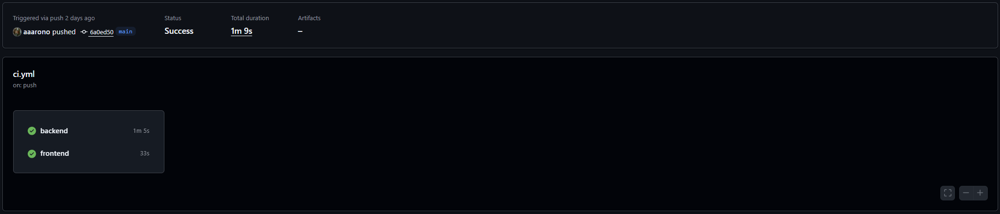 Triggered via push 2 days ago
aaarono pushed 6a0ed50 main
Status
Success
Total duration
1m 9s
Artifacts
–
ci.yml
on: push
backend 1m 5s
frontend 33s